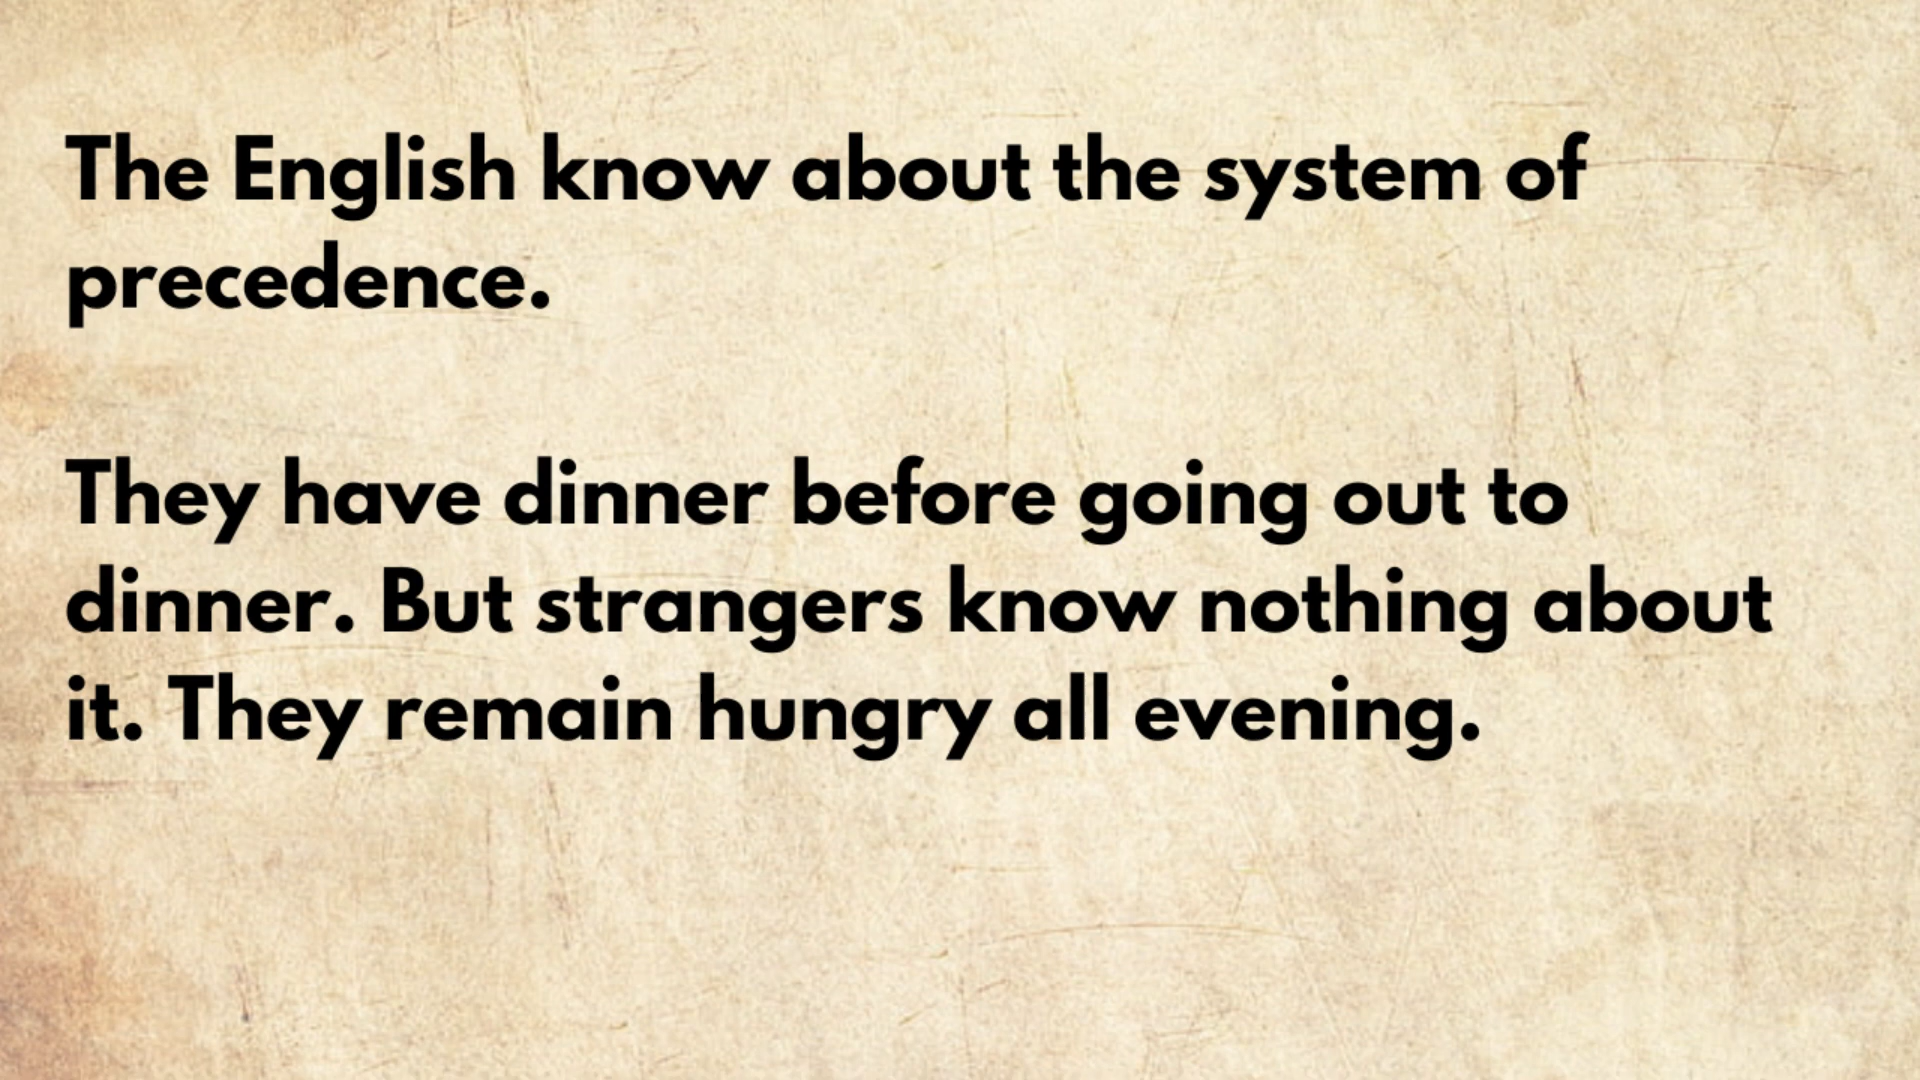 The English know about the system of
precedence.
They have dinner before going out to
dinner. But strangers know nothing about
it. They remain hungry all evening.